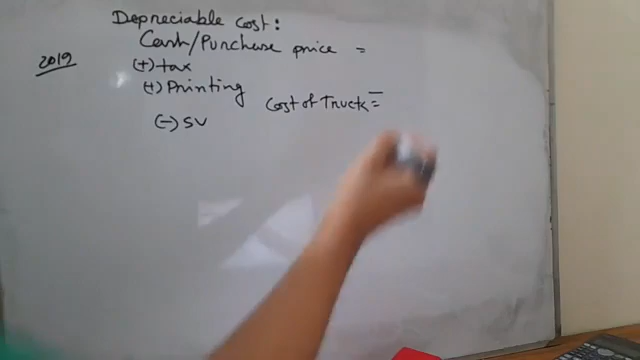 Depreciable cost:
2019
Cash/Purchase price =
(+) tax
(+) Printing
Cost of Truck =
(-) SV